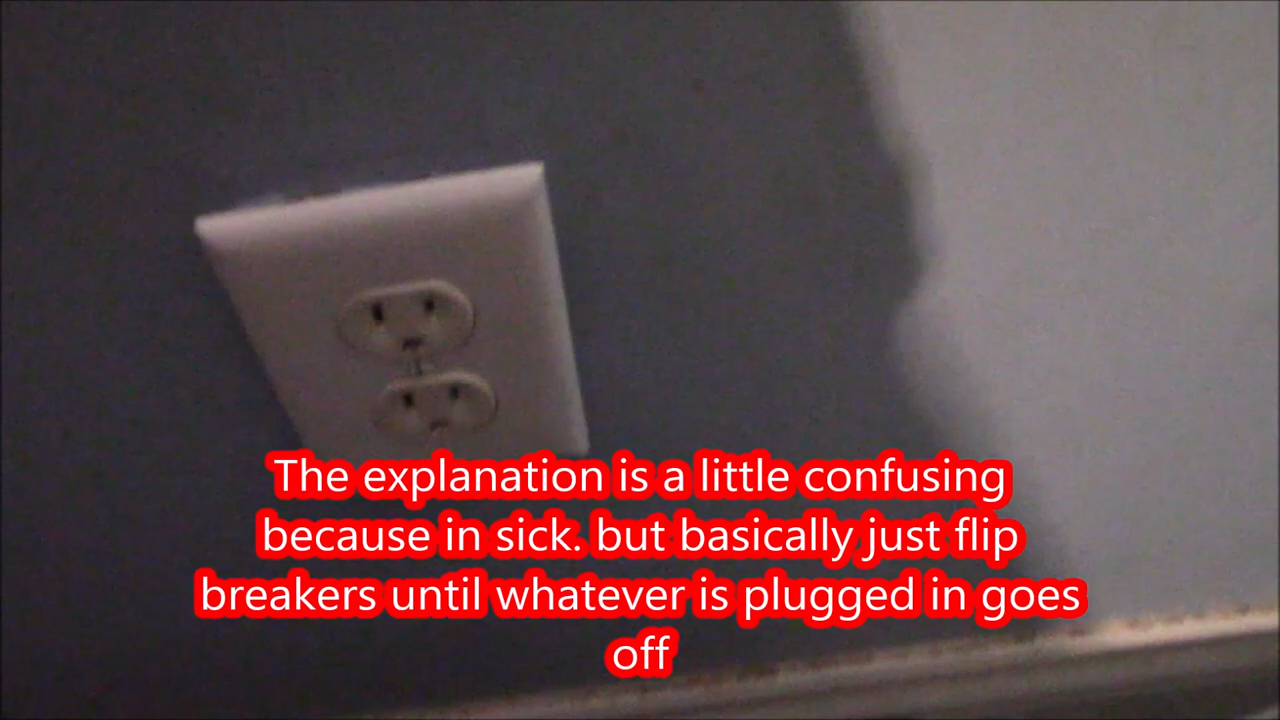 The explanation is a little confusing
because in sick. but basically just flip
breakers until whatever is plugged in goes
off